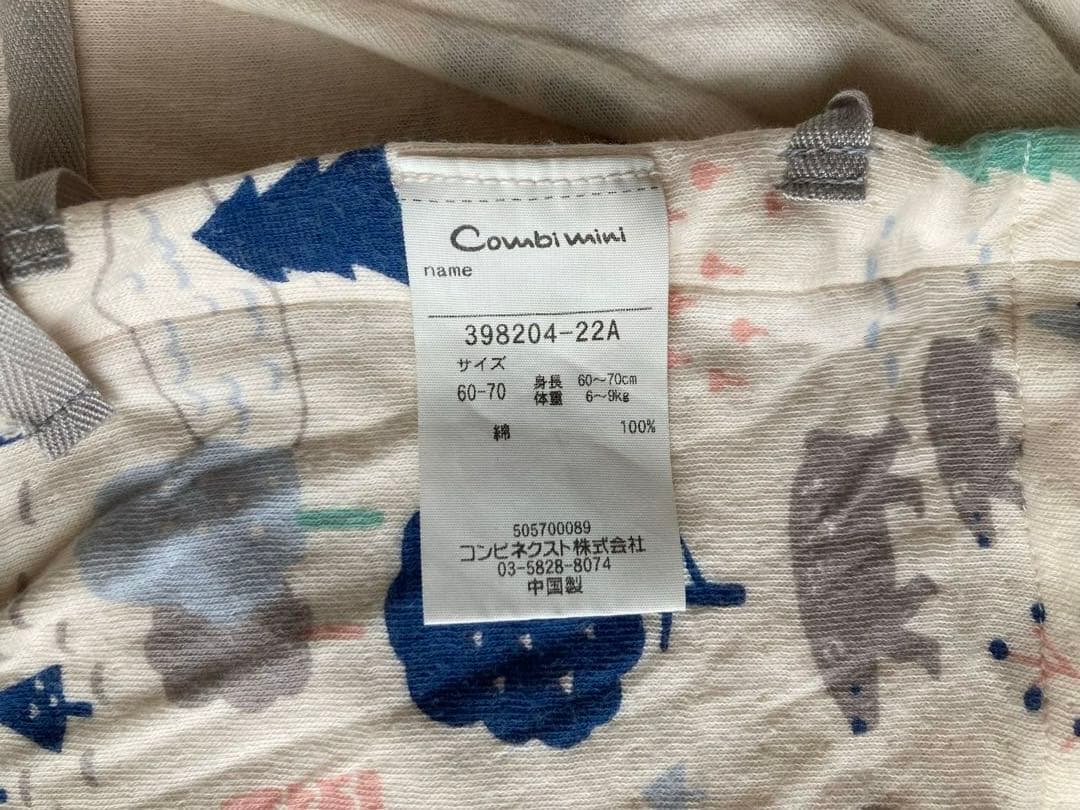 Combi mini
name
398204-22A
サイズ
60-70 身長 60～70cm
体重 6～9kg
綿 100%
505700089
コンビネクスト株式会社
03-5828-8074
中国製